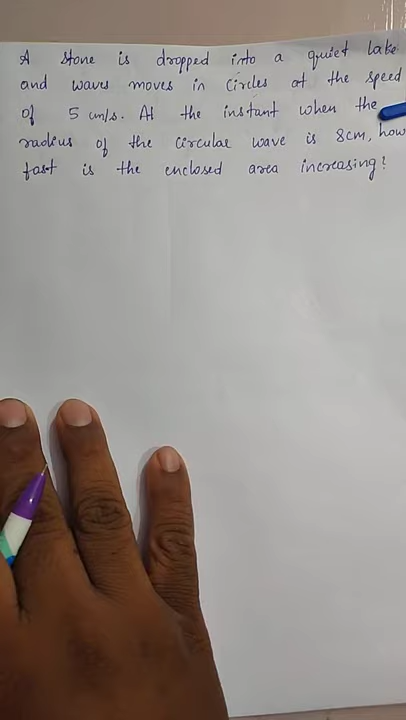 A stone is dropped into a quiet lake
and waves moves in circles at the speed
of 5 cm/s. At the instant when the
radius of the circular wave is 8cm, how
fast is the enclosed area increasing?